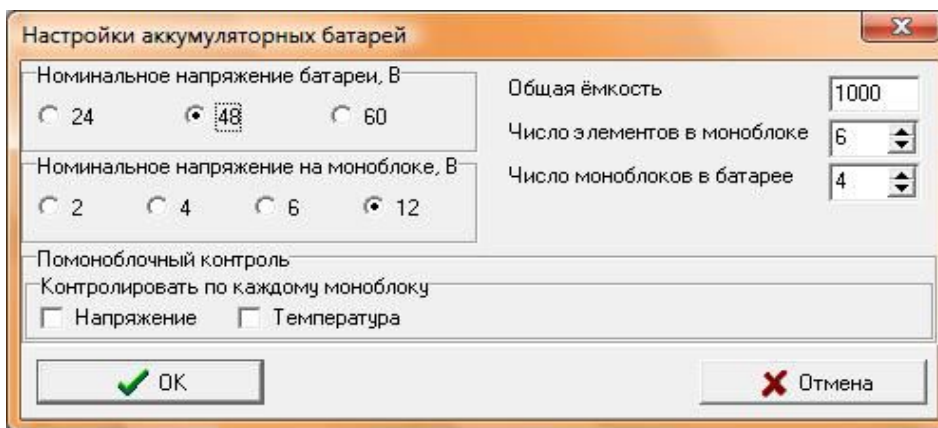 Настройки аккумуляторных батарей
Номинальное напряжение батареи, В
24 48 60
Номинальное напряжение на моноблоке, В
2 4 6 12
Общая ёмкость 1000
Число элементов в моноблоке 6
Число моноблоков в батарее 4
Помоноблочный контроль
Контролировать по каждому моноблоку
Напряжение Температура
OK Отмена